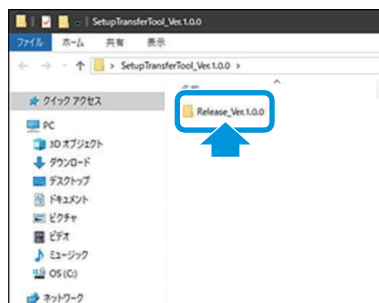 SetupTransferTool_Ver.1.0.0
ファイル ホーム 共有 表示
SetupTransferTool_Ver.1.0.0
クイック アクセス
Release_Ver.1.0.0
PC
3D オブジェクト
ダウンロード
デスクトップ
ドキュメント
ピクチャ
ビデオ
ミュージック
OS (C:)
ネットワーク